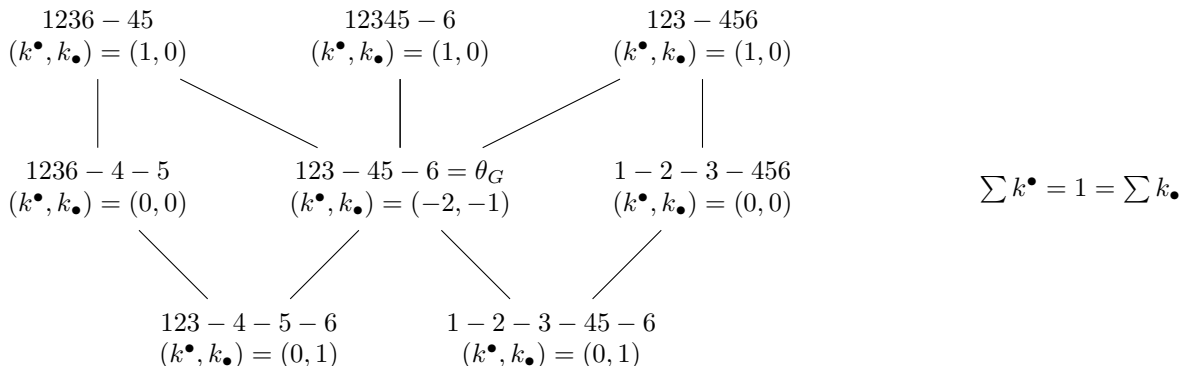 1236 − 45
(k•, k•) = (1, 0)
12345 − 6
(k•, k•) = (1, 0)
123 − 456
(k•, k•) = (1, 0)
1236 − 4 − 5
(k•, k•) = (0, 0)
123 − 45 − 6 = θG
(k•, k•) = (−2, −1)
1 − 2 − 3 − 456
(k•, k•) = (0, 0)
∑ k• = 1 = ∑ k•
123 − 4 − 5 − 6
(k•, k•) = (0, 1)
1 − 2 − 3 − 45 − 6
(k•, k•) = (0, 1)